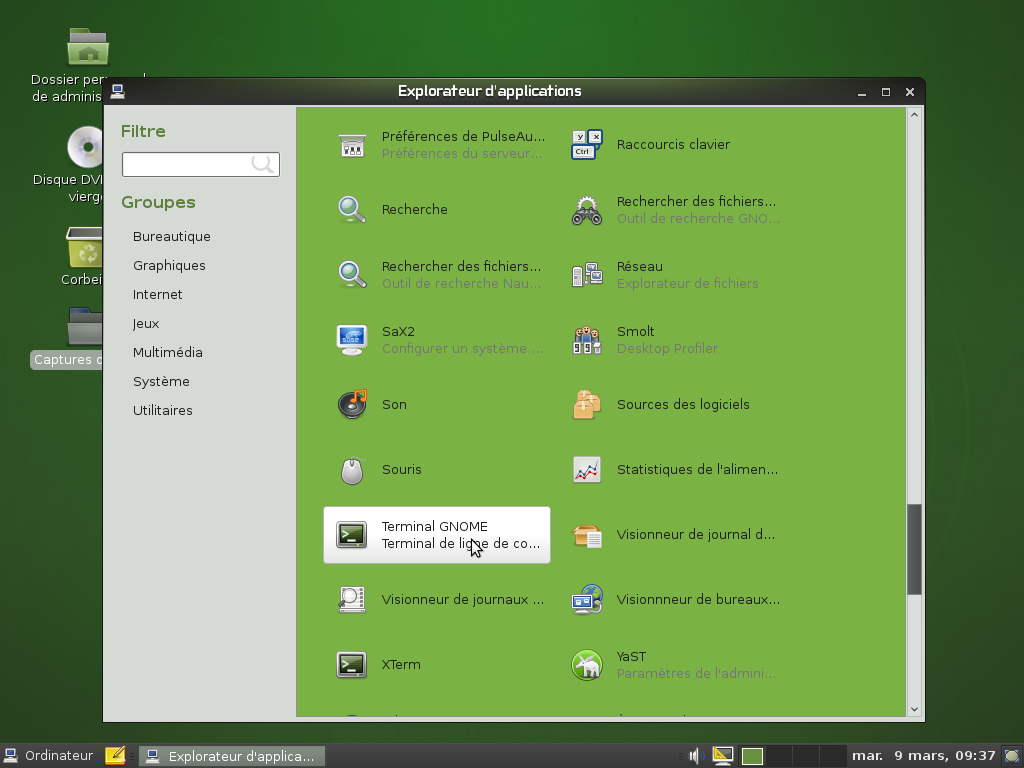 Dossier per
de adminis
Disque DV
vierg
Corbei
Captures d
Explorateur d'applications
Filtre
Groupes
Bureautique
Graphiques
Internet
Jeux
Multimédia
Système
Utilitaires
Préférences de PulseAu...
Préférences du serveur...
Raccourcis clavier
Recherche
Rechercher des fichiers...
Outil de recherche GNO...
Rechercher des fichiers...
Outil de recherche Nau...
Réseau
Explorateur de fichiers
SaX2
Configurer un système ...
Smolt
Desktop Profiler
Son
Sources des logiciels
Souris
Statistiques de l'alimen...
Terminal GNOME
Terminal de ligne de co...
Visionneur de journal d...
Visionneur de journaux ...
Visionnneur de bureaux...
XTerm
YaST
Paramètres de l'admini...
Ordinateur
Explorateur d'applica...
mar. 9 mars, 09:37